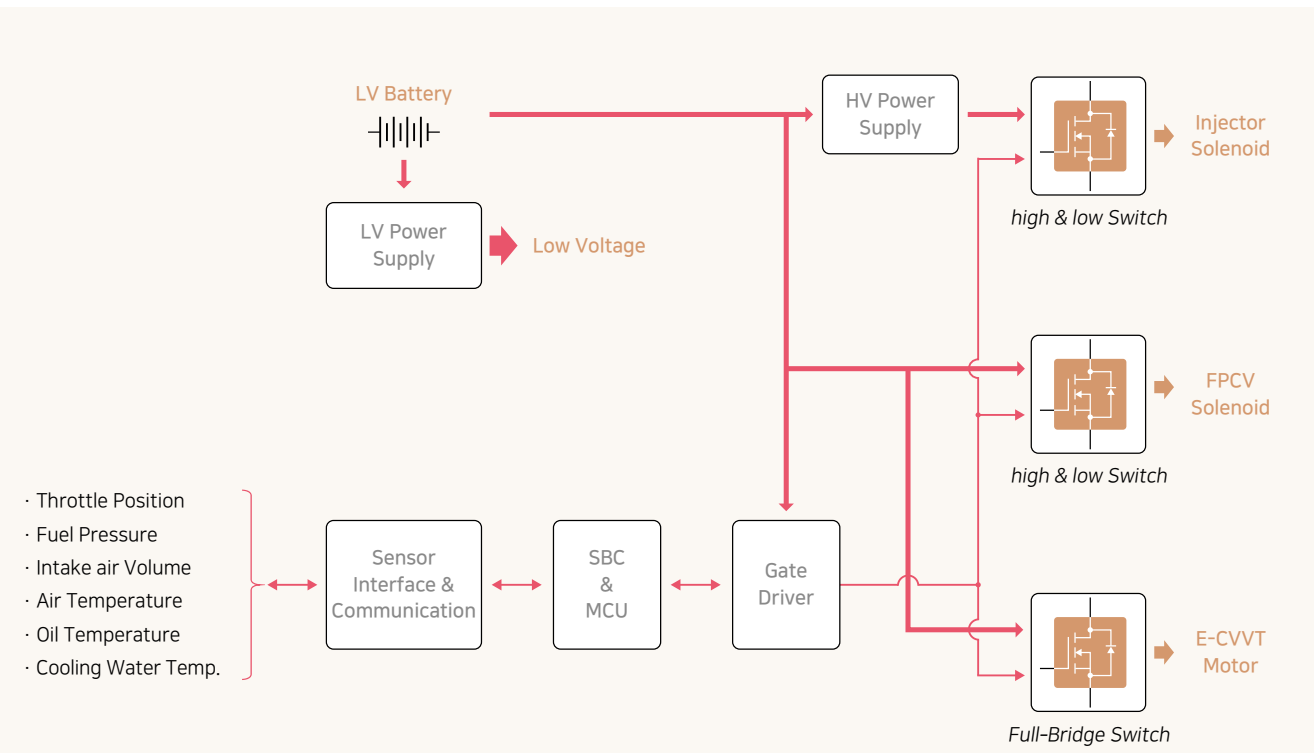 LV Battery
HV Power
Supply
Injector
Solenoid
high & low Switch
LV Power
Supply
Low Voltage
FPCV
Solenoid
high & low Switch
· Throttle Position
· Fuel Pressure
· Intake air Volume
· Air Temperature
· Oil Temperature
· Cooling Water Temp.
Sensor
Interface &
Communication
SBC
&
MCU
Gate
Driver
E-CVVT
Motor
Full-Bridge Switch